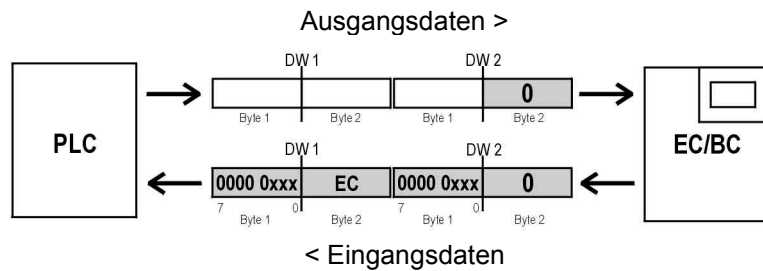 Ausgangsdaten >
DW 1 DW 2
0
Byte 1 Byte 2 Byte 1 Byte 2
PLC EC/BC
DW 1 DW 2
0000 0xxx EC 0000 0xxx 0
7 0 7 0
Byte 1 Byte 2 Byte 1 Byte 2
< Eingangsdaten